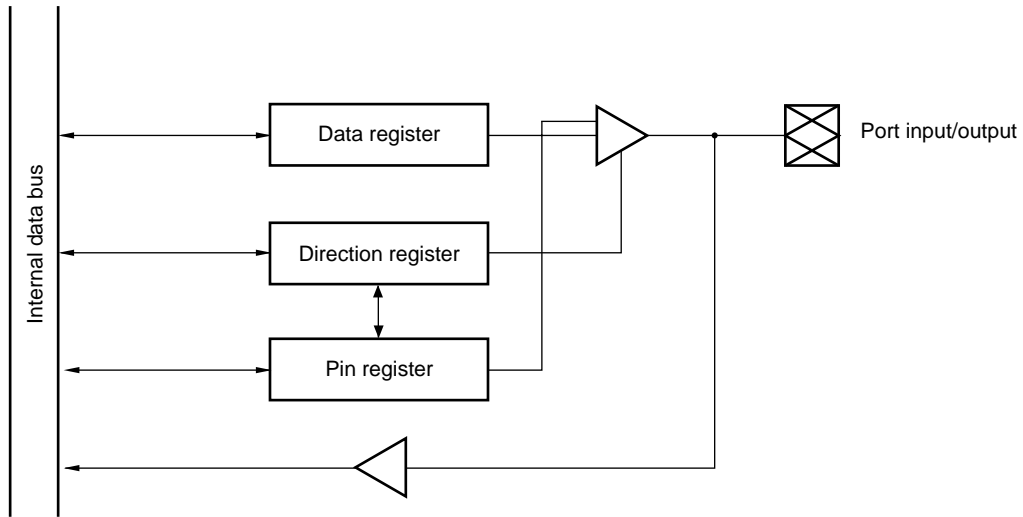 Internal data bus
Data register
Port input/output
Direction register
Pin register